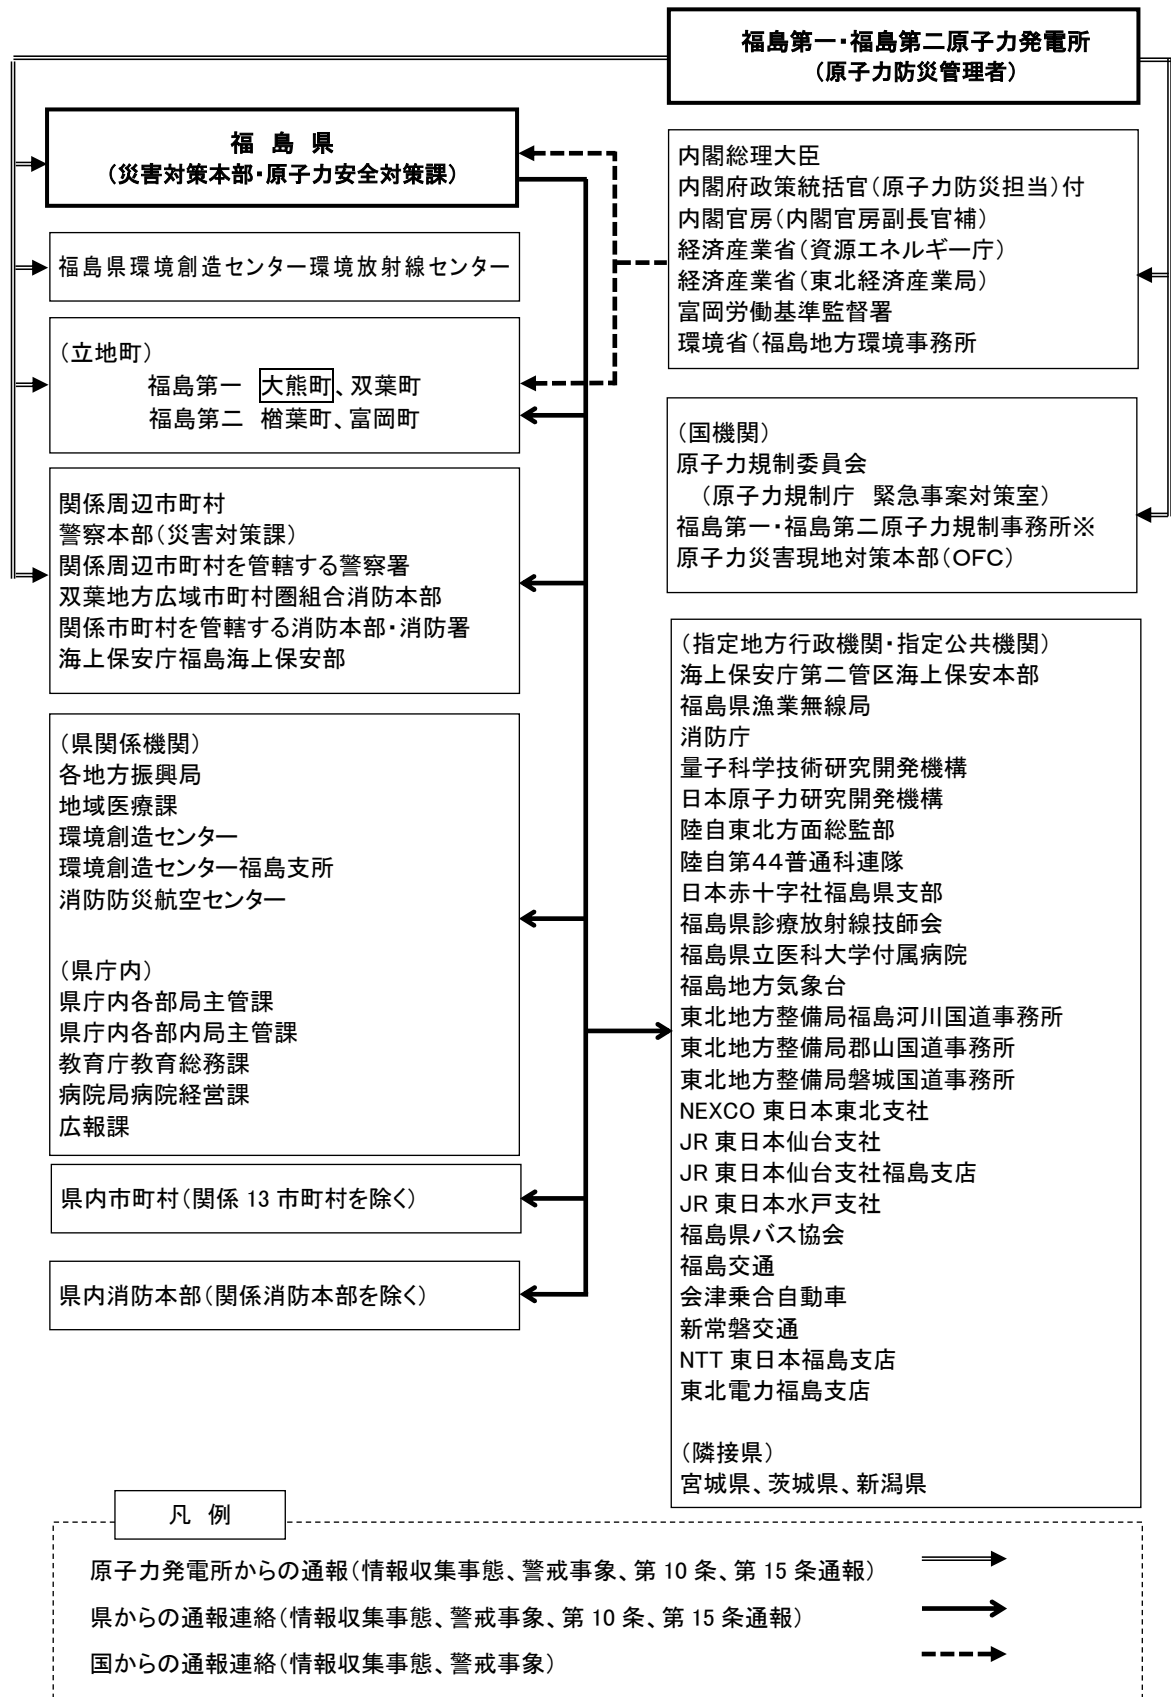 福島第一・福島第二原子力発電所
(原子力防災管理者)
福 島 県
(災害対策本部・原子力安全対策課)
福島県環境創造センター環境放射線センター
(立地町)
福島第一 大熊町、双葉町
福島第二 楢葉町、富岡町
関係周辺市町村
警察本部(災害対策課)
関係周辺市町村を管轄する警察署
双葉地方広域市町村圏組合消防本部
関係市町村を管轄する消防本部・消防署
海上保安庁福島海上保安部
(県関係機関)
各地方振興局
地域医療課
環境創造センター
環境創造センター福島支所
消防防災航空センター
(県庁内)
県庁内各部局主管課
県庁内各部内局主管課
教育庁教育総務課
病院局病院経営課
広報課
県内市町村(関係 13 市町村を除く)
県内消防本部(関係消防本部を除く)
内閣総理大臣
内閣府政策統括官(原子力防災担当)付
内閣官房(内閣官房副長官補)
経済産業省(資源エネルギー庁)
経済産業省(東北経済産業局)
富岡労働基準監督署
環境省(福島地方環境事務所
(国機関)
原子力規制委員会
(原子力規制庁 緊急事案対策室)
福島第一・福島第二原子力規制事務所※
原子力災害現地対策本部(OFC)
(指定地方行政機関・指定公共機関)
海上保安庁第二管区海上保安本部
福島県漁業無線局
消防庁
量子科学技術研究開発機構
日本原子力研究開発機構
陸自東北方面総監部
陸自第44普通科連隊
日本赤十字社福島県支部
福島県診療放射線技師会
福島県立医科大学付属病院
福島地方気象台
東北地方整備局福島河川国道事務所
東北地方整備局郡山国道事務所
東北地方整備局磐城国道事務所
NEXCO 東日本東北支社
JR 東日本仙台支社
JR 東日本仙台支社福島支店
JR 東日本水戸支社
福島県バス協会
福島交通
会津乗合自動車
新常磐交通
NTT 東日本福島支店
東北電力福島支店
(隣接県)
宮城県、茨城県、新潟県
凡 例
原子力発電所からの通報(情報収集事態、警戒事象、第 10 条、第 15 条通報)
県からの通報連絡(情報収集事態、警戒事象、第 10 条、第 15 条通報)
国からの通報連絡(情報収集事態、警戒事象)